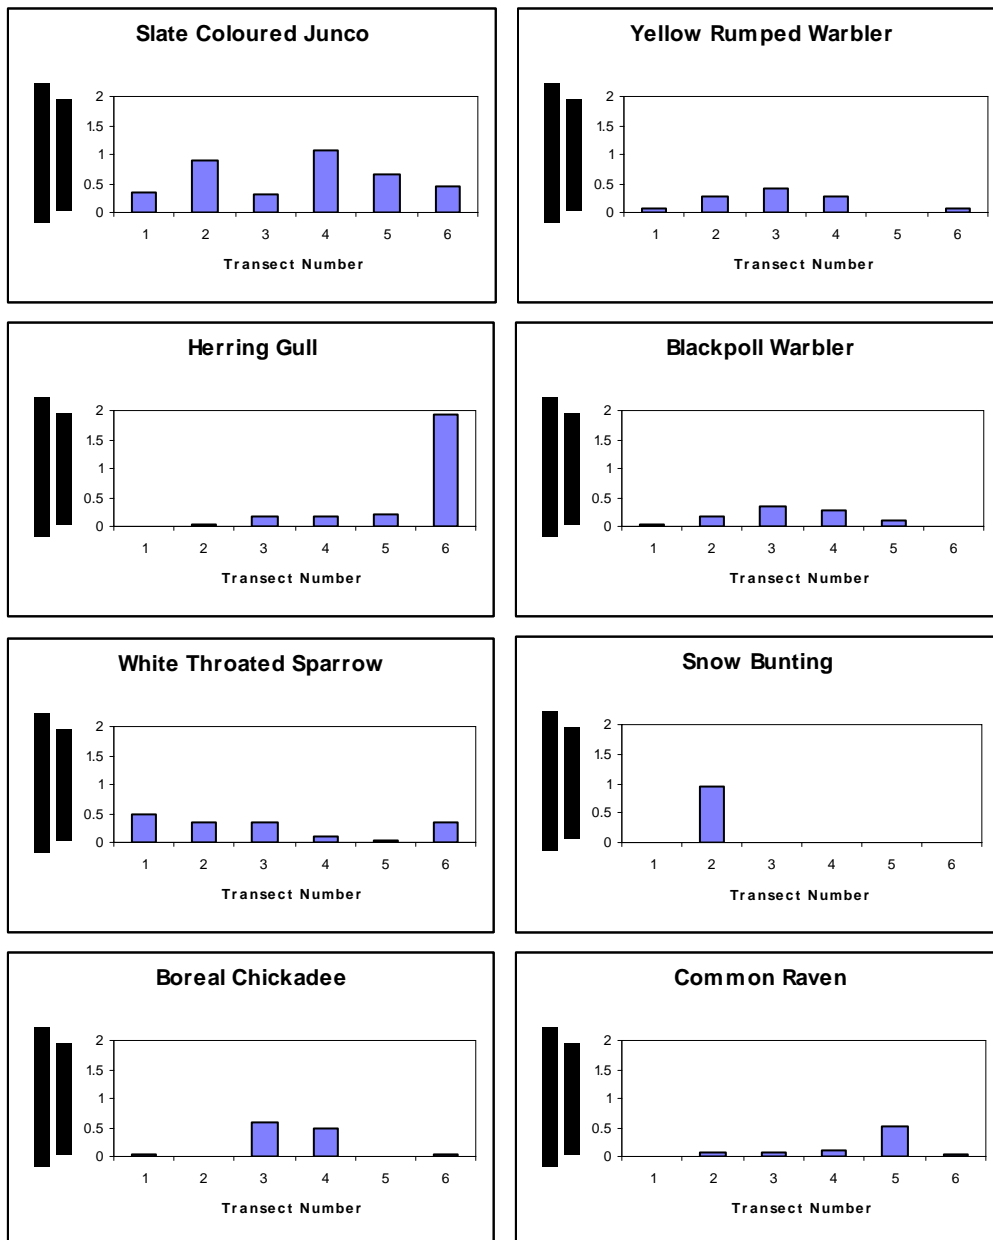 Slate Coloured Junco
2
1.5
1
0.5
0
1 2 3 4 5 6
Transect Number
Yellow Rumped Warbler
2
1.5
1
0.5
0
1 2 3 4 5 6
Transect Number
Herring Gull
2
1.5
1
0.5
0
1 2 3 4 5 6
Transect Number
Blackpoll Warbler
2
1.5
1
0.5
0
1 2 3 4 5 6
Transect Number
White Throated Sparrow
2
1.5
1
0.5
0
1 2 3 4 5 6
Transect Number
Snow Bunting
2
1.5
1
0.5
0
1 2 3 4 5 6
Transect Number
Boreal Chickadee
2
1.5
1
0.5
0
1 2 3 4 5 6
Transect Number
Common Raven
2
1.5
1
0.5
0
1 2 3 4 5 6
Transect Number